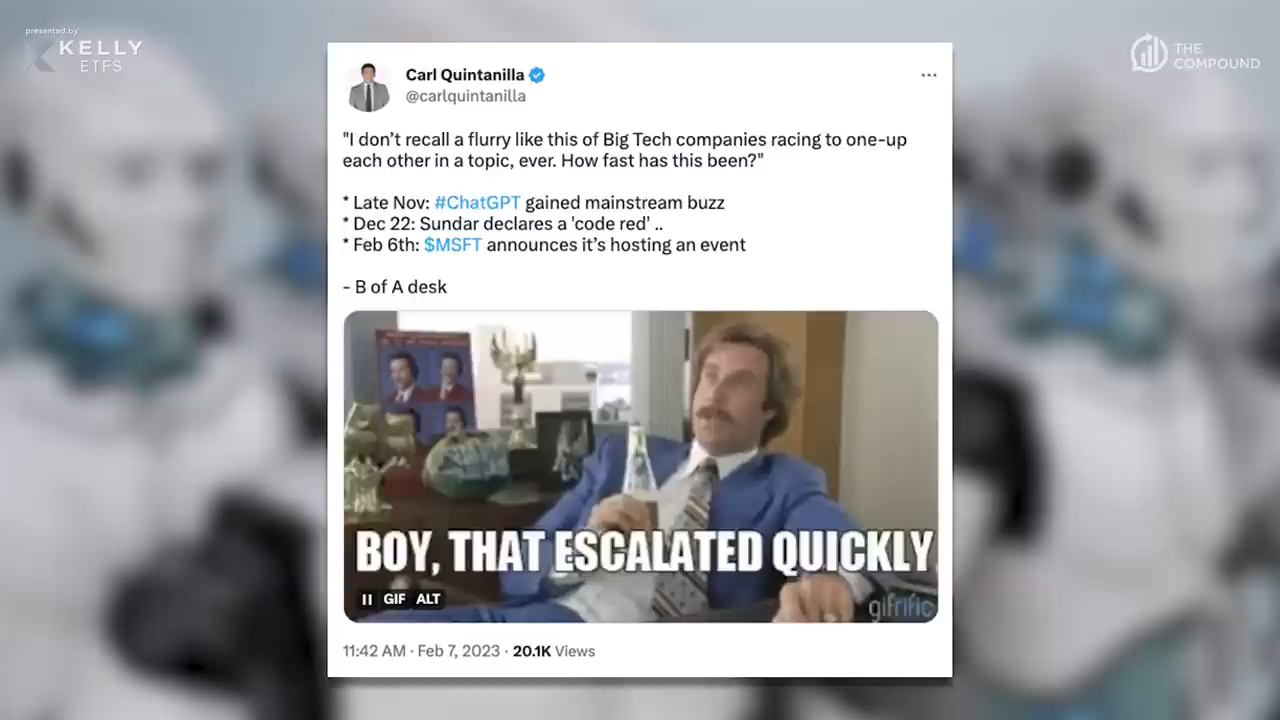 presented by
KELLY
ETFS
THE
COMPOUND
Carl Quintanilla
@carlquintanilla
"I don’t recall a flurry like this of Big Tech companies racing to one-up
each other in a topic, ever. How fast has this been?"
* Late Nov: #ChatGPT gained mainstream buzz
* Dec 22: Sundar declares a 'code red' ..
* Feb 6th: $MSFT announces it’s hosting an event
- B of A desk
BOY, THAT ESCALATED QUICKLY
GIF ALT
gifrific
11:42 AM · Feb 7, 2023 · 20.1K Views